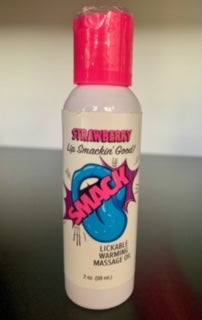 STRAWBERRY
Lip Smackin' Good!
SMACK
LICKABLE
WARMING
MASSAGE OIL
2 oz. (59 mL)